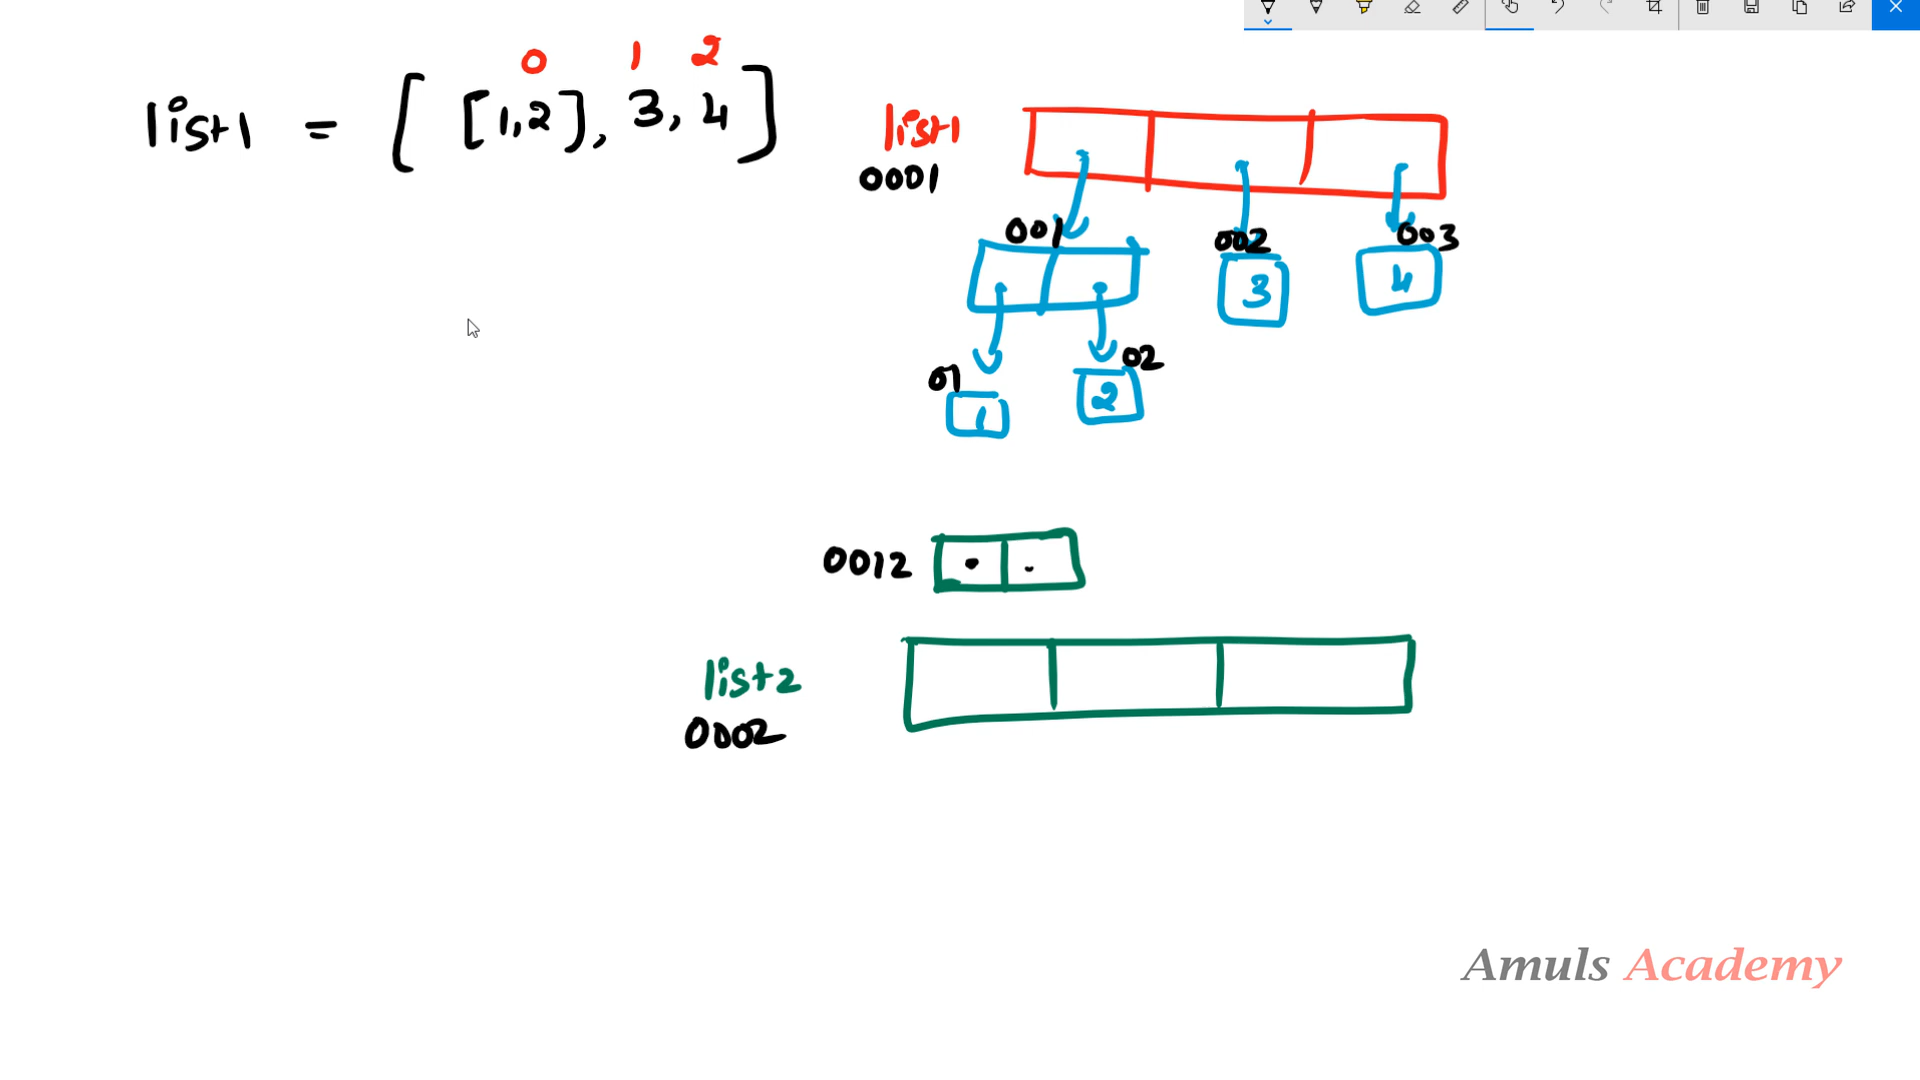 0 1 2
list1 = [ [1,2], 3, 4 ]
list1
0001
001 002 003
3 4
01 02
1 2
0012
list2
0002
Amuls Academy